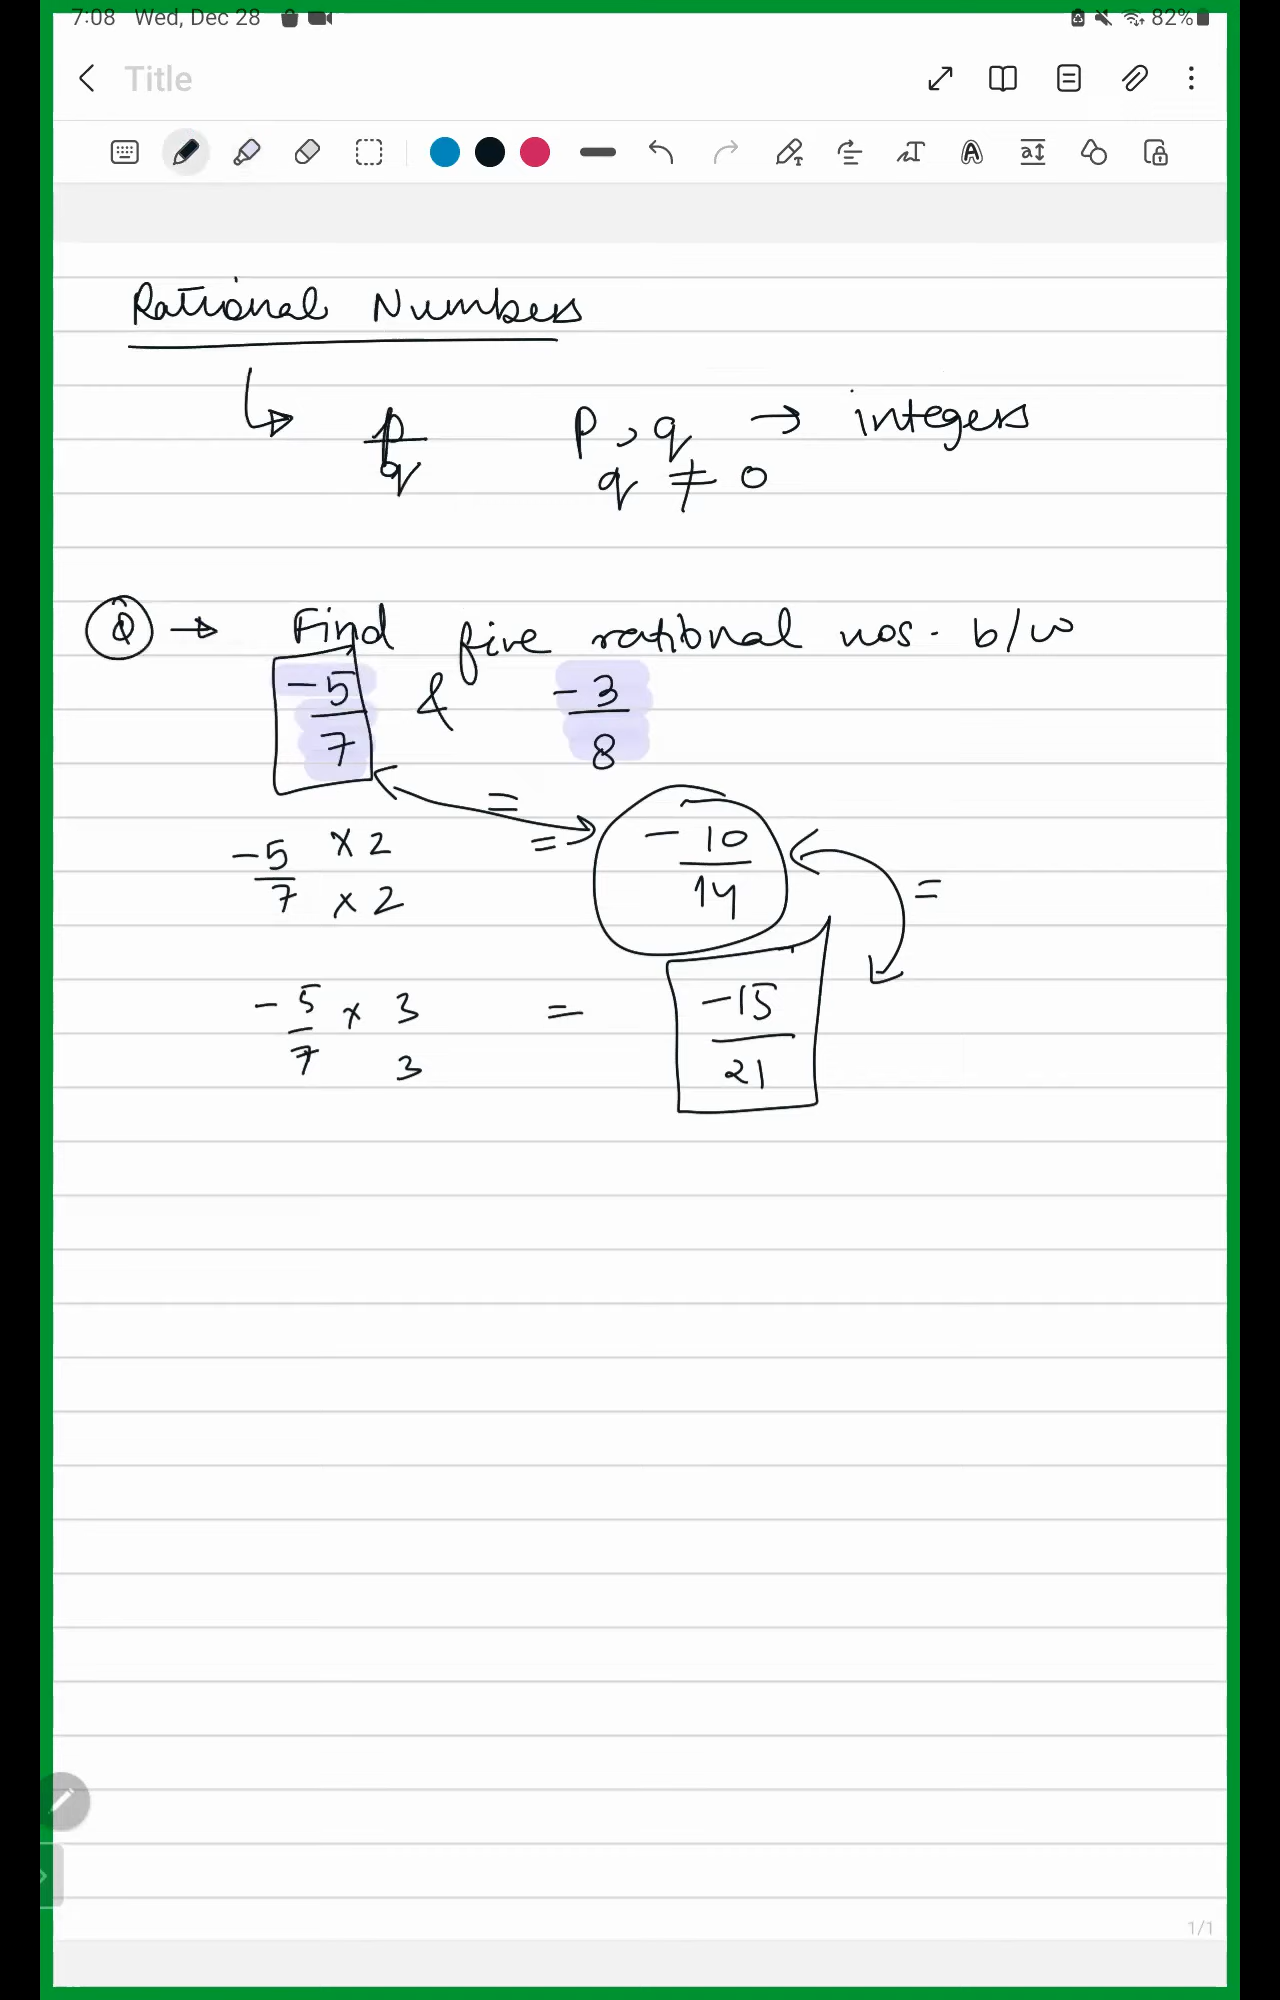 7:08 Wed, Dec 28 82%
Title
Rational Numbers
p/q p, q → integers
q ≠ 0
Q → Find five rational nos. b/w
-5/7 & -3/8
=
-5/7 ×2/×2 = -10/14
=
-5/7 × 3/3 = -15/21
1/1